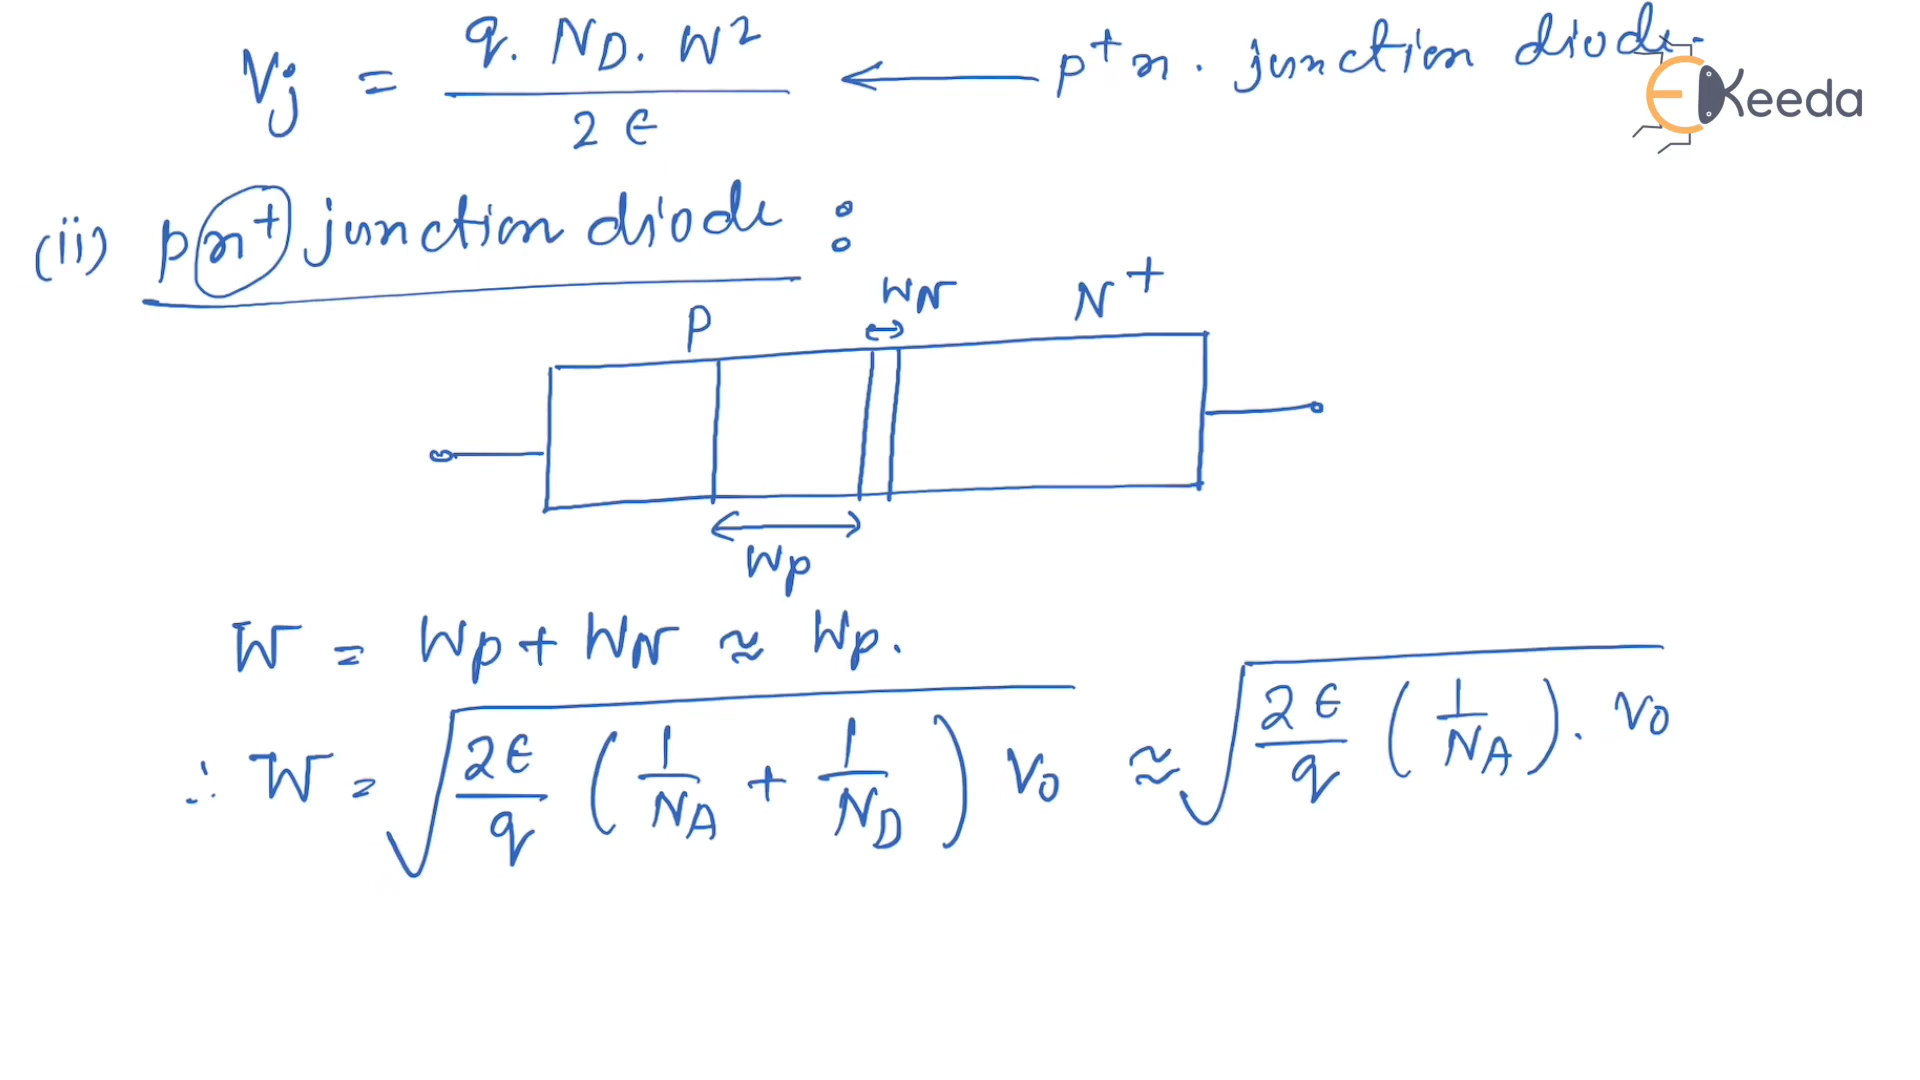 Vj = q. ND. W² / 2 ϵ ← p+n. junction diode.
EKeeda
(ii) pn+ junction diode :
P WN N+
Wp
W = Wp + WN ≈ Wp.
∴ W = √(2ϵ/q (1/NA + 1/ND) V0) ≈ √(2ϵ/q (1/NA). V0)